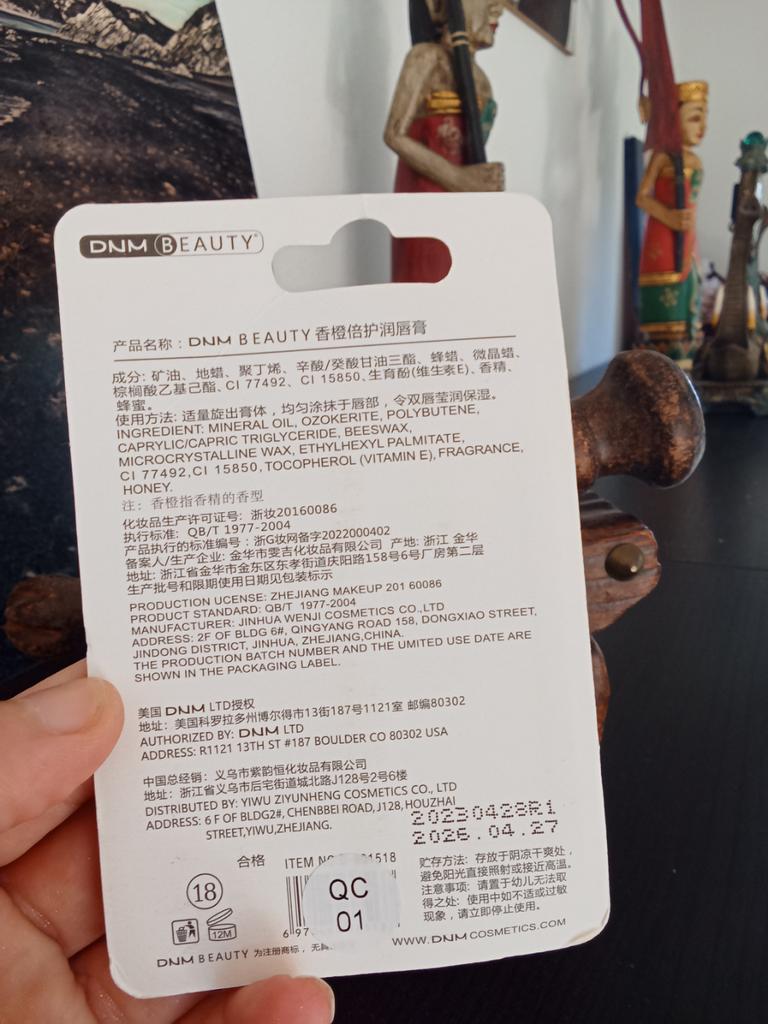 DNM BEAUTY®
产品名称：DNM BEAUTY 香橙倍护润唇膏
成分: 矿油、地蜡、聚丁烯、辛酸/癸酸甘油三酯、蜂蜡、微晶蜡、
棕榈酸乙基己酯、CI 77492、CI 15850、生育酚(维生素E)、香精、
蜂蜜。
使用方法: 适量旋出膏体，均匀涂抹于唇部，令双唇莹润保湿。
INGREDIENT: MINERAL OIL, OZOKERITE, POLYBUTENE,
CAPRYLIC/CAPRIC TRIGLYCERIDE, BEESWAX,
MICROCRYSTALLINE WAX, ETHYLHEXYL PALMITATE,
CI 77492,CI 15850,TOCOPHEROL (VITAMIN E), FRAGRANCE,
HONEY.
注：香橙指香精的香型
化妆品生产许可证号：浙妆20160086
执行标准：QB/T 1977-2004
产品执行的标准编号：浙G妆网备字2022000402
备案人/生产企业: 金华市雯吉化妆品有限公司 产地: 浙江 金华
地址: 浙江省金华市金东区东孝街道庆阳路158号6号厂房第二层
生产批号和限期使用日期见包装标示
PRODUCTION UCENSE: ZHEJIANG MAKEUP 201 60086
PRODUCT STANDARD: QB/T 1977-2004
MANUFACTURER: JINHUA WENJI COSMETICS CO.,LTD
ADDRESS: 2F OF BLDG 6#, QINGYANG ROAD 158, DONGXIAO STREET,
JINDONG DISTRICT, JINHUA, ZHEJIANG,CHINA.
THE PRODUCTION BATCH NUMBER AND THE UMITED USE DATE ARE
SHOWN IN THE PACKAGING LABEL.
美国 DNM LTD授权
地址：美国科罗拉多州博尔得市13街187号1121室 邮编80302
AUTHORIZED BY: DNM LTD
ADDRESS: R1121 13TH ST #187 BOULDER CO 80302 USA
中国总经销：义乌市紫韵恒化妆品有限公司
地址：浙江省义乌市后宅街道城北路J128号2号6楼
DISTRIBUTED BY: YIWU ZIYUNHENG COSMETICS CO., LTD
ADDRESS: 6 F OF BLDG2#, CHENBBEI ROAD,J128,HOUZHAI
STREET,YIWU,ZHEJIANG.
20230428R1
2026.04.27
合格
ITEM 1518
18
12M
QC
01
6 97
贮存方法: 存放于阴凉干爽处，
避免阳光直接照射或接近高温。
注意事项: 请置于幼儿无法取
得之处: 使用中如不适或过敏
现象，请立即停止使用。
DNM BEAUTY 为注册商标，
WWW.DNMCOSMETICS.COM